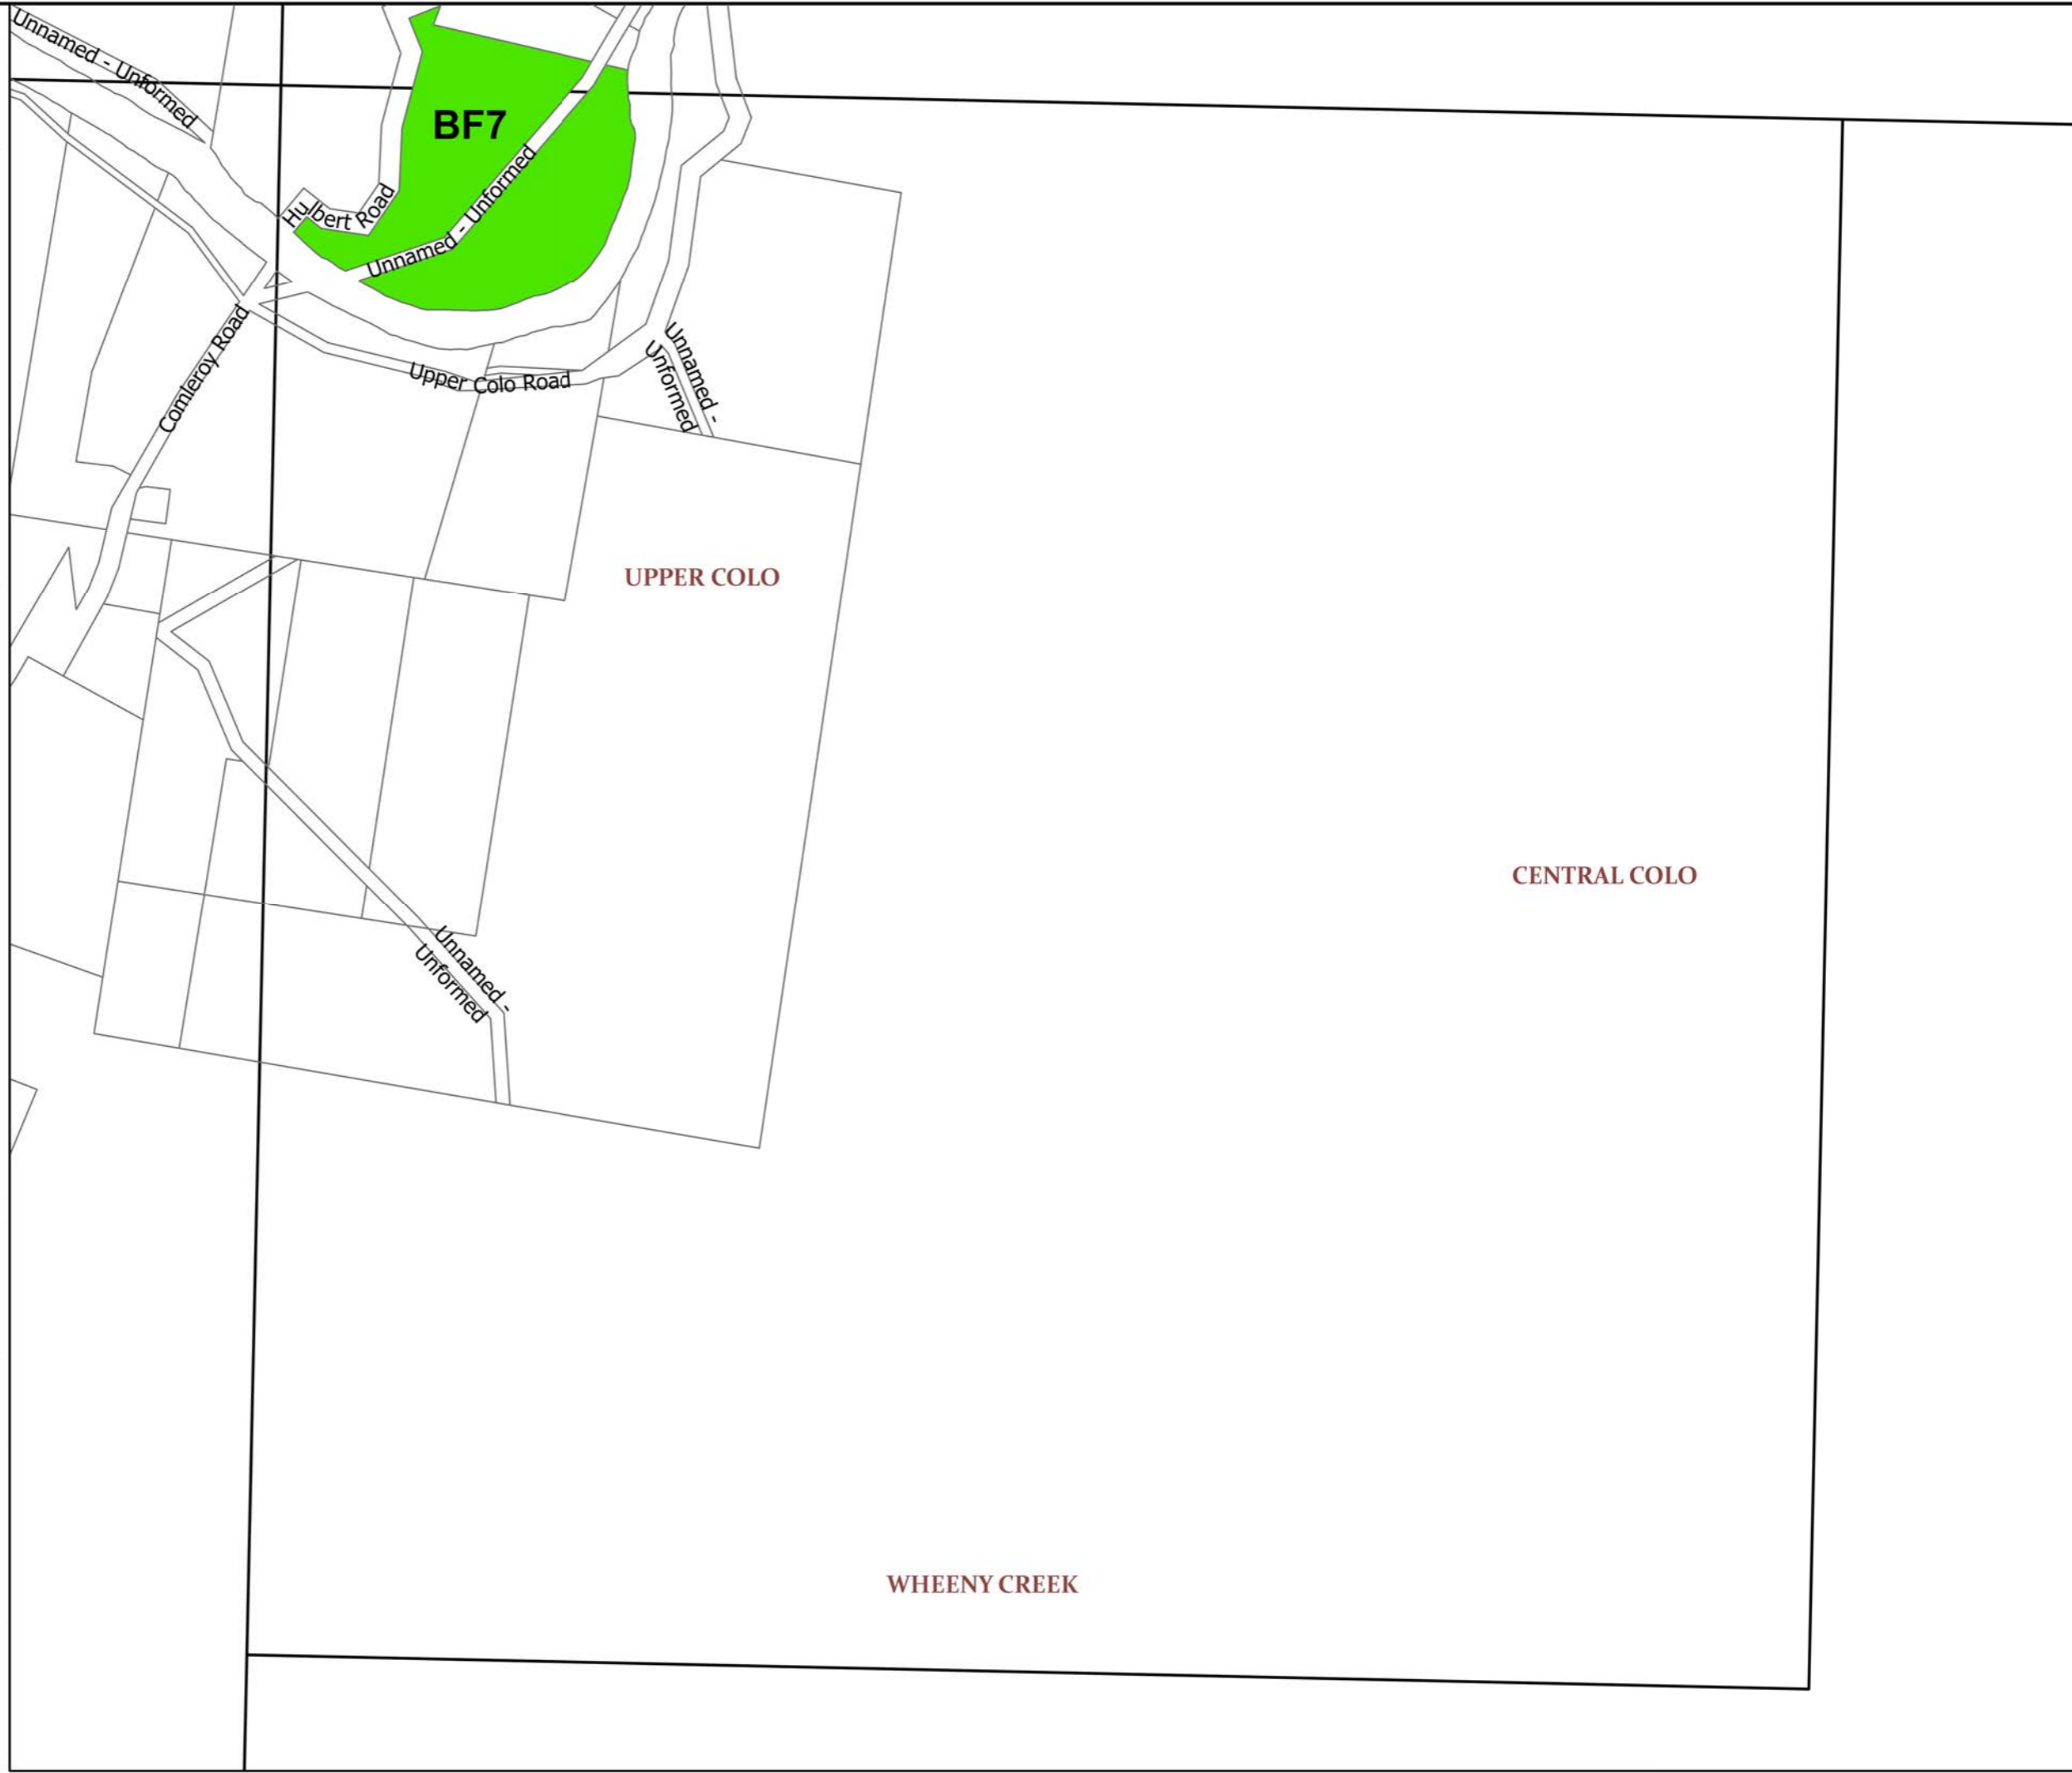 Unnamed - Unformed
BF7
Hulbert Road
Unnamed - Unformed
Comleroy Road
Upper Colo Road
Unnamed -
Unformed
UPPER COLO
CENTRAL COLO
Unnamed -
Unformed
WHEENY CREEK